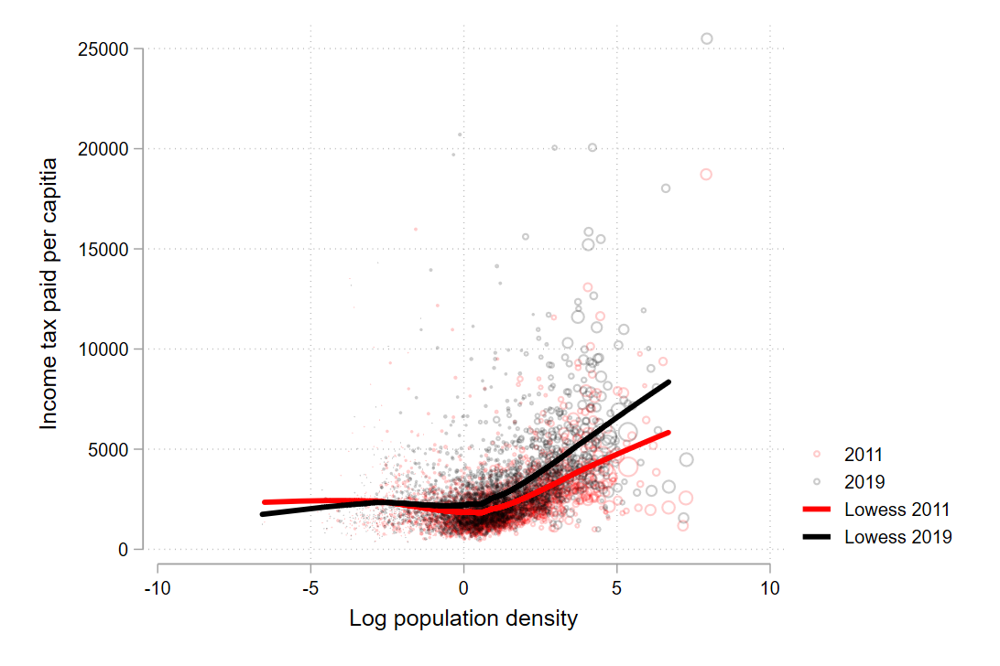 25000
20000
15000
10000
5000
0
Income tax paid per capitia
-10 -5 0 5 10
Log population density
2011
2019
Lowess 2011
Lowess 2019